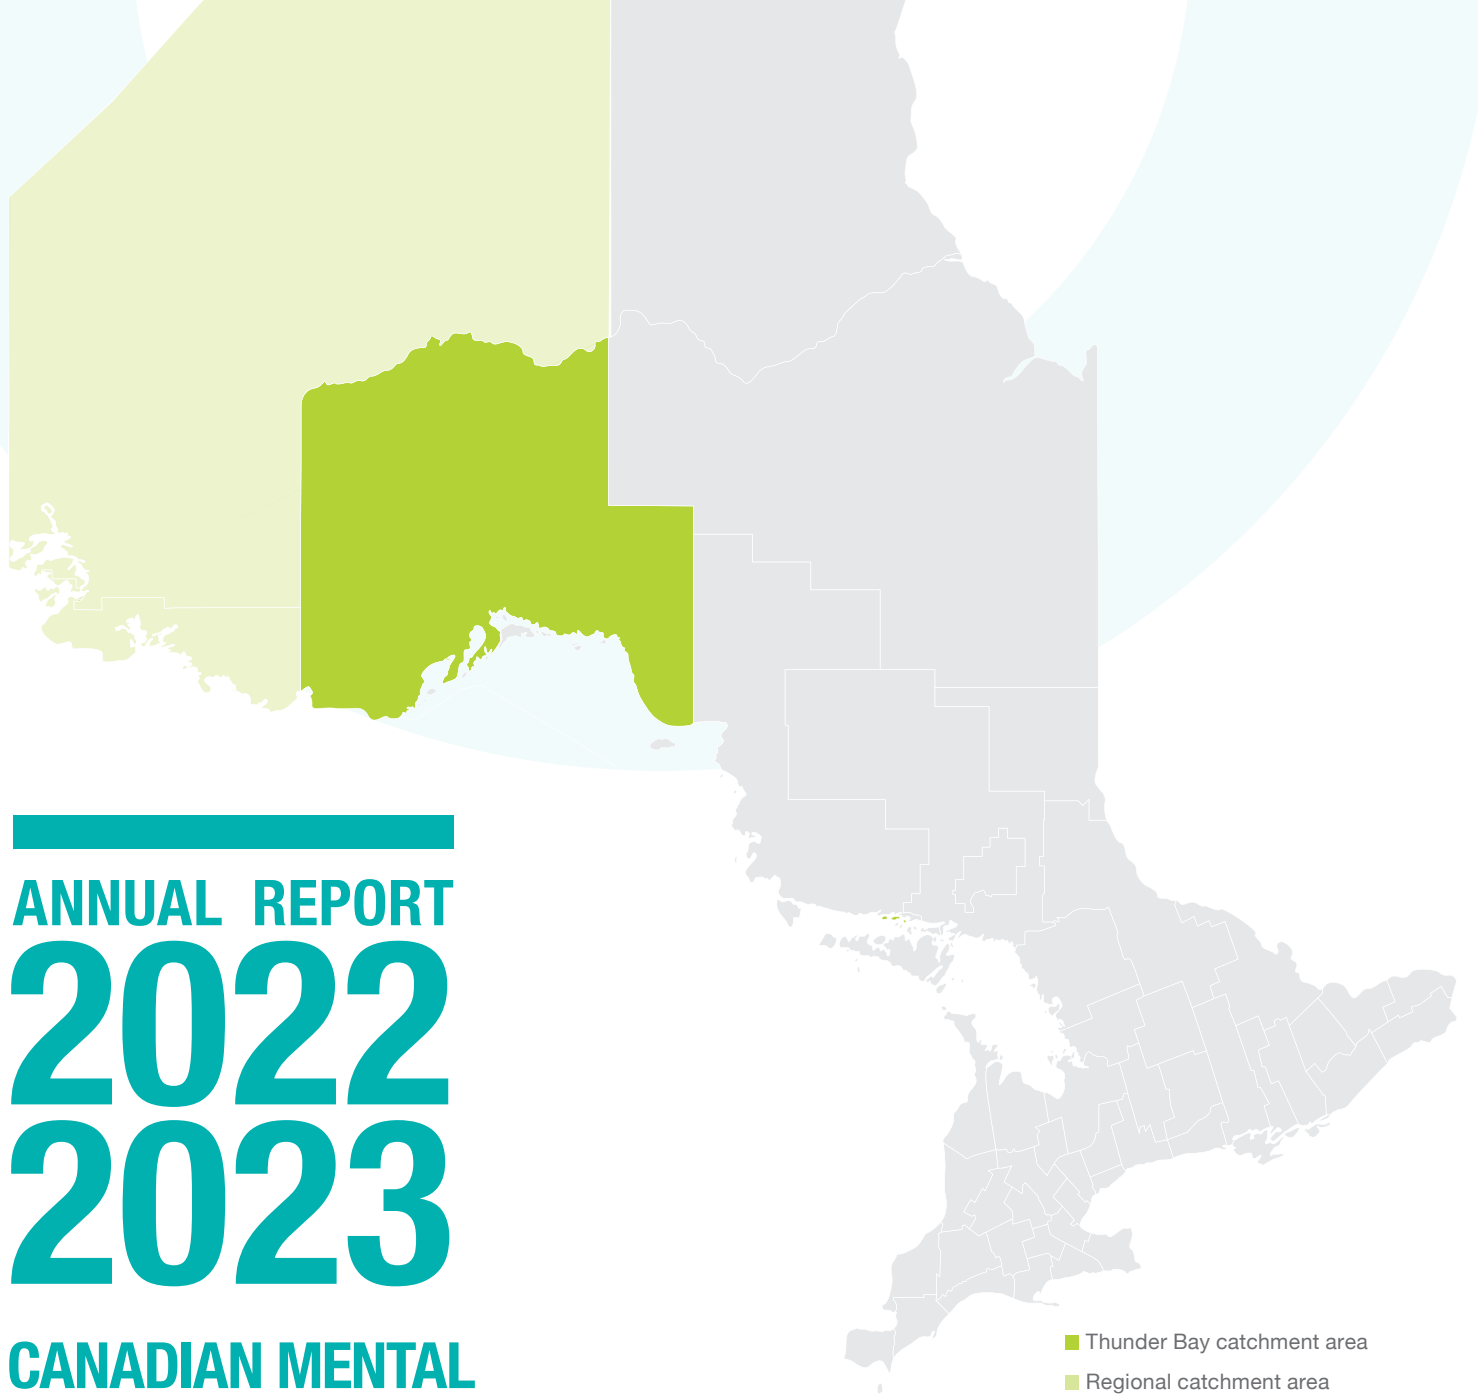 ANNUAL REPORT
2022
2023
CANADIAN MENTAL
Thunder Bay catchment area
Regional catchment area